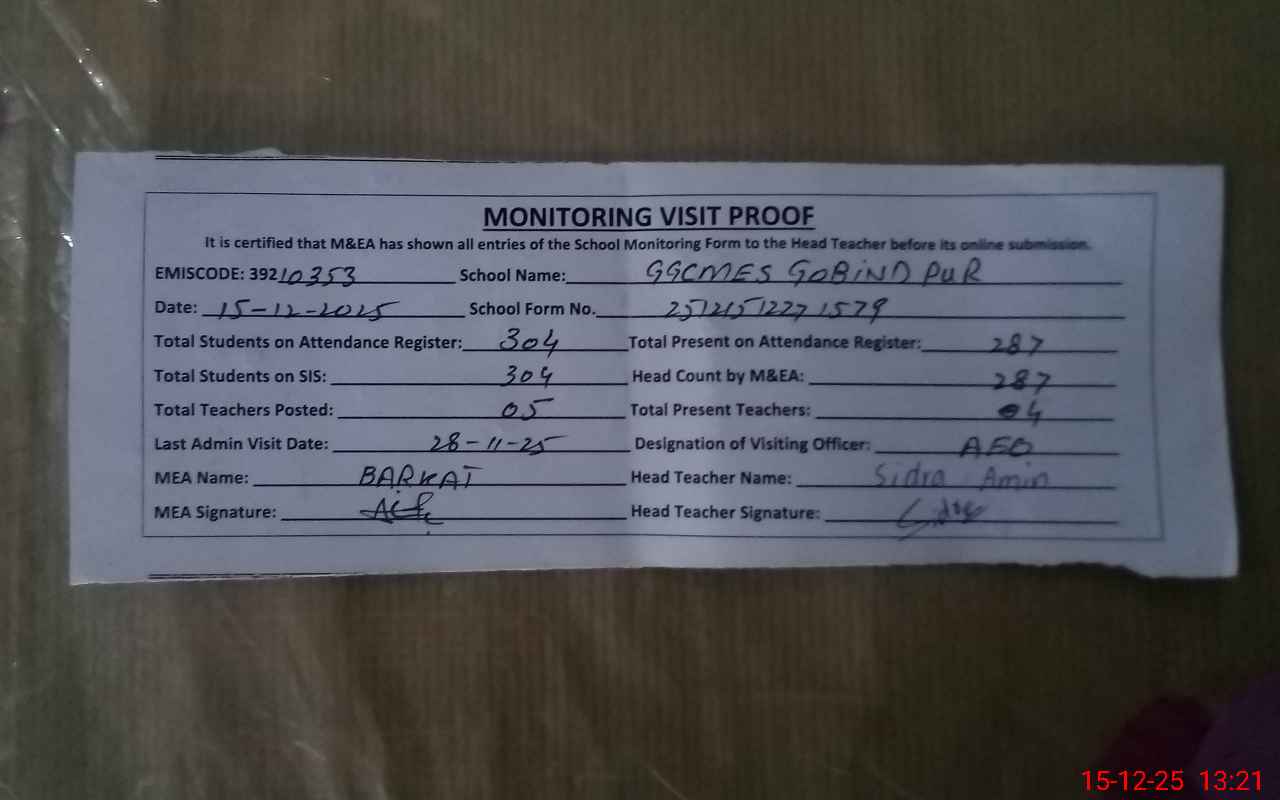 MONITORING VISIT PROOF
It is certified that M&EA has shown all entries of the School Monitoring Form to the Head Teacher before its online submission.
EMISCODE: 39210353 School Name: GGCMES GOBIND PUR
Date: 15-12-2025 School Form No. 2512151227 1579
Total Students on Attendance Register: 304 Total Present on Attendance Register: 287
Total Students on SIS: 304 Head Count by M&EA: 287
Total Teachers Posted: 05 Total Present Teachers: 04
Last Admin Visit Date: 28-11-25 Designation of Visiting Officer: AEO
MEA Name: BARKAT Head Teacher Name: Sidra Amin
MEA Signature: Head Teacher Signature:
15-12-25 13:21